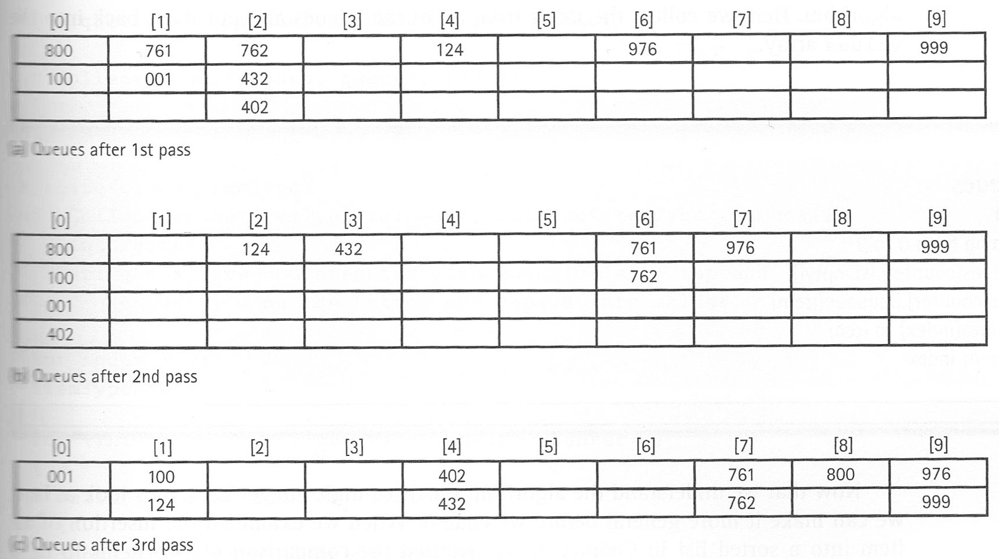 [0] [1] [2] [3] [4] [5] [6] [7] [8] [9]
800 761 762 124 976 999
100 001 432
402
(a) Queues after 1st pass
[0] [1] [2] [3] [4] [5] [6] [7] [8] [9]
800 124 432 761 976 999
100 762
001
402
(b) Queues after 2nd pass
[0] [1] [2] [3] [4] [5] [6] [7] [8] [9]
001 100 402 761 800 976
124 432 762 999
(c) Queues after 3rd pass